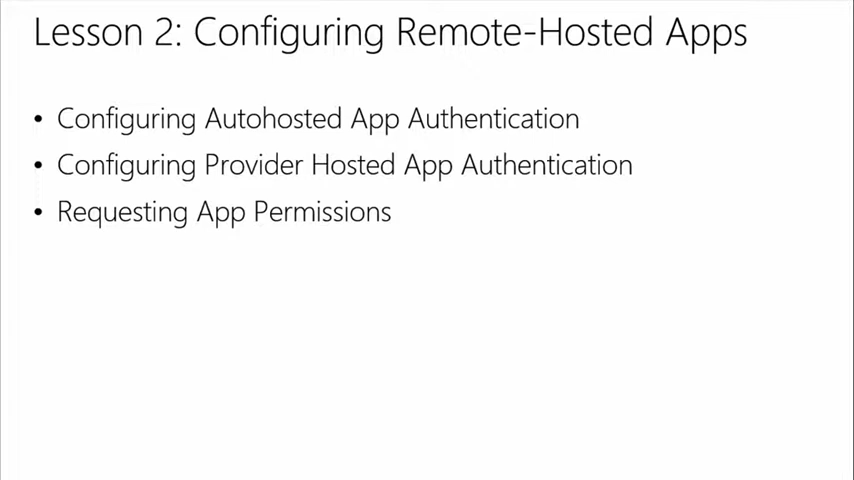 Lesson 2: Configuring Remote-Hosted Apps
• Configuring Autohosted App Authentication
• Configuring Provider Hosted App Authentication
• Requesting App Permissions